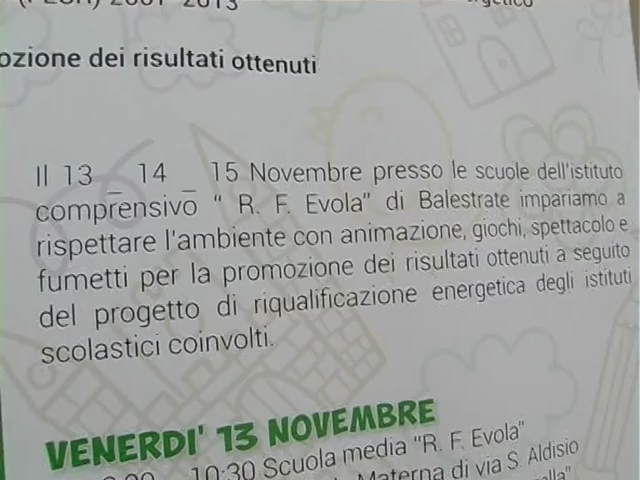 2007 2013
ozione dei risultati ottenuti
Il 13 _ 14 _ 15 Novembre presso le scuole dell'istituto
comprensivo " R. F. Evola" di Balestrate impariamo a
rispettare l'ambiente con animazione, giochi, spettacolo e
fumetti per la promozione dei risultati ottenuti a seguito
del progetto di riqualificazione energetica degli istituti
scolastici coinvolti.
VENERDI' 13 NOVEMBRE
10:30 Scuola media "R. F. Evola"
Materna di via S. Aldisio